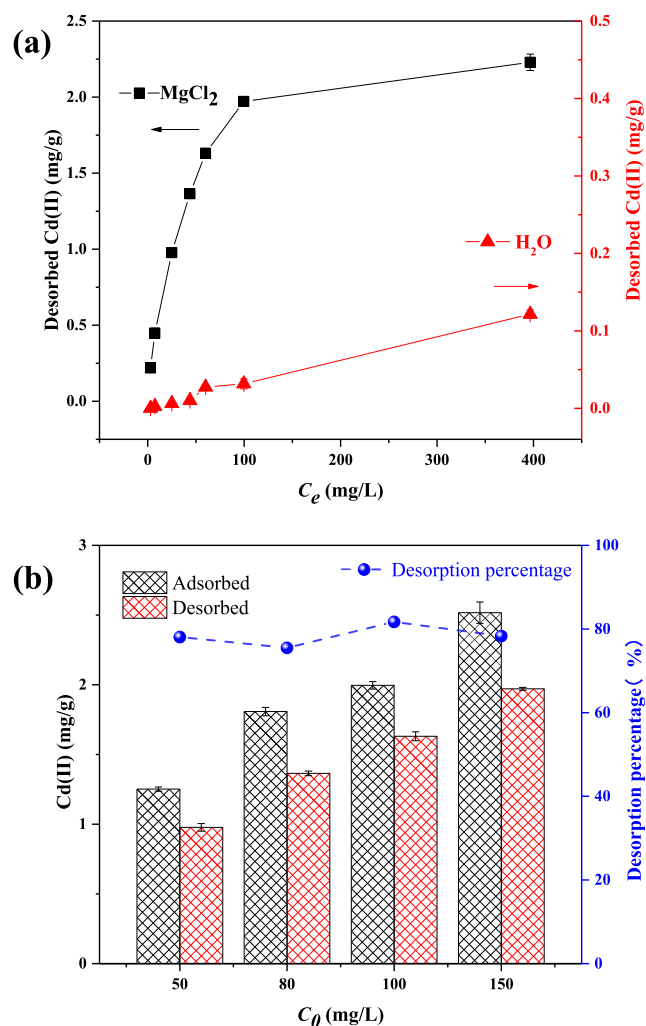 (a)
2.5
2.0
1.5
1.0
0.5
0.0
Desorbed Cd(II) (mg/g)
MgCl2
H2O
0.5
0.4
0.3
0.2
0.1
0.0
Desorbed Cd(II) (mg/g)
0 100 200 300 400
Ce (mg/L)
(b)
3
2
1
0
Cd(II) (mg/g)
Adsorbed
Desorbed
Desorption percentage
100
80
60
40
20
0
Desorption percentage( %)
50 80 100 150
C0 (mg/L)